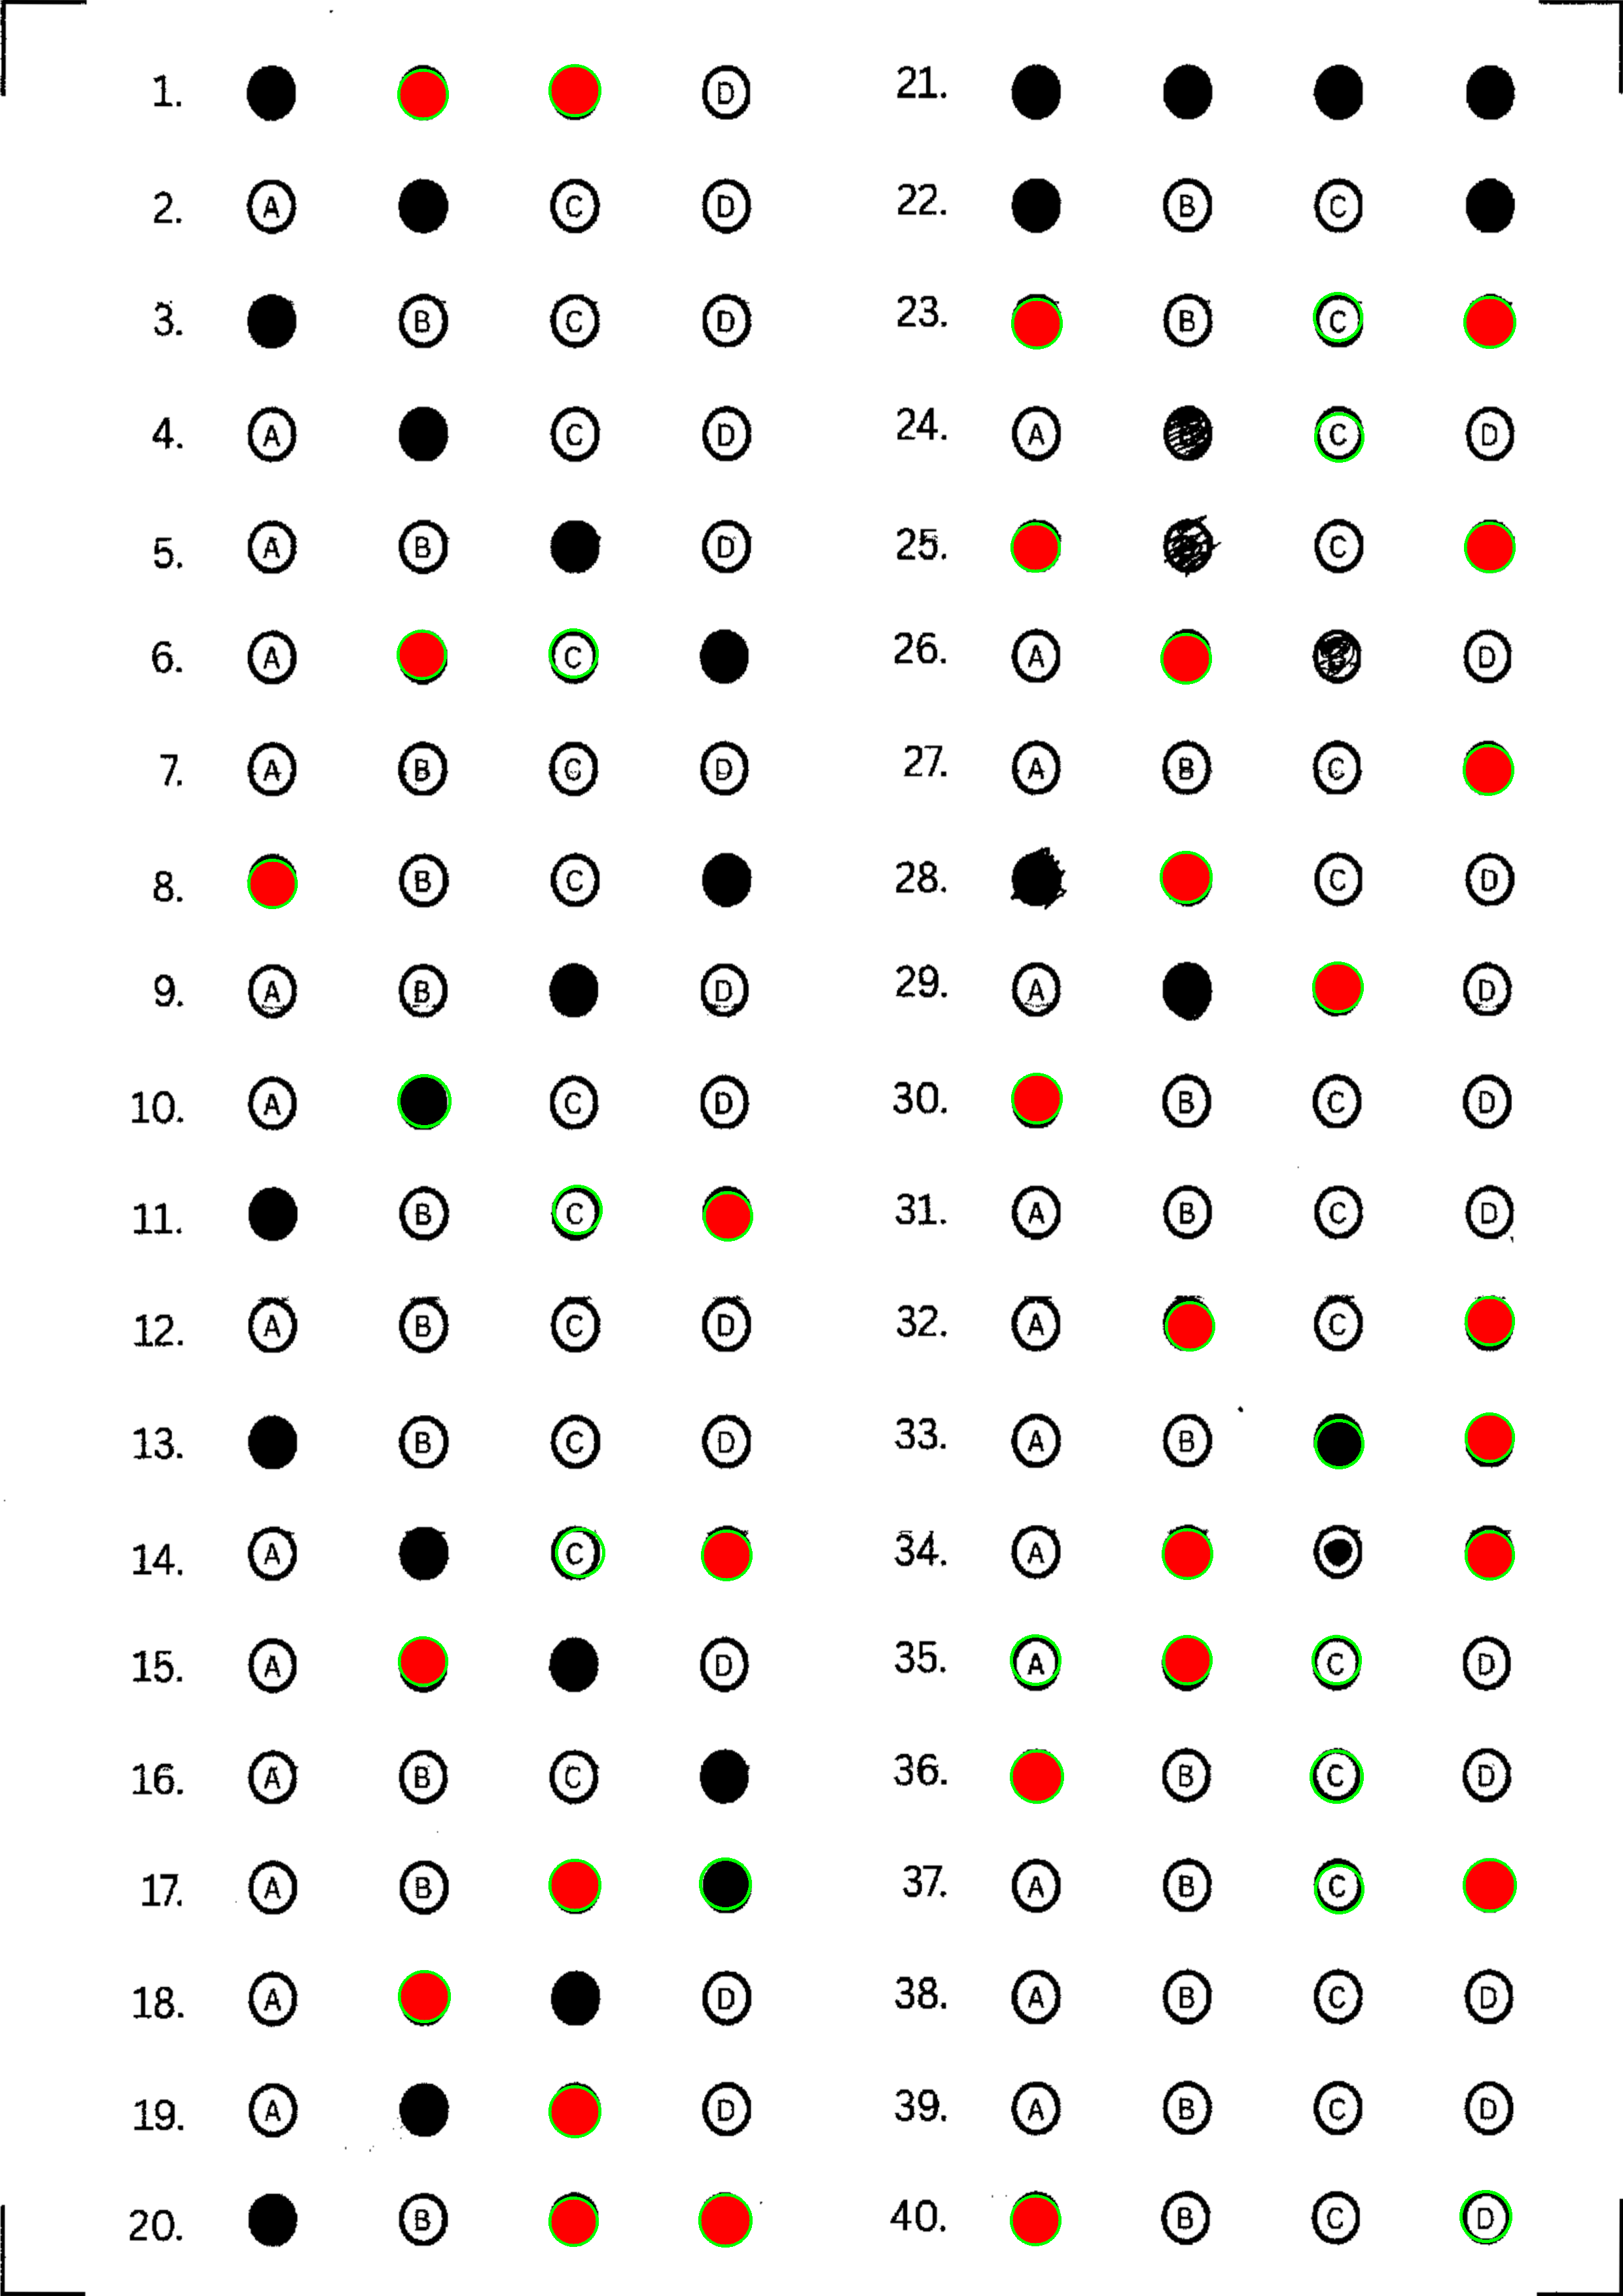 1. D
2. A C D
3. B C D
4. A C D
5. A B D
6. A C
7. A B C D
8. B C
9. A B D
10. A C D
11. B C
12. A B C D
13. B C D
14. A C
15. A D
16. A B C
17. A B
18. A D
19. A D
20. B
21.
22. B C
23. B C
24. A C D
25. C
26. A D
27. A B C
28. C D
29. A D
30. B C D
31. A B C D
32. A C
33. A B
34. A
35. A C D
36. B C D
37. A B C
38. A B C D
39. A B C D
40. B C D